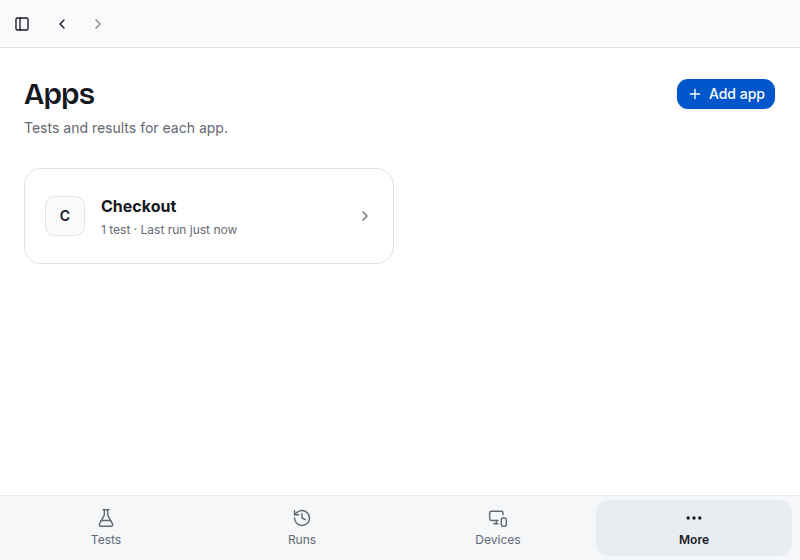 Apps
+ Add app
Tests and results for each app.
C
Checkout
1 test · Last run just now
Tests
Runs
Devices
More